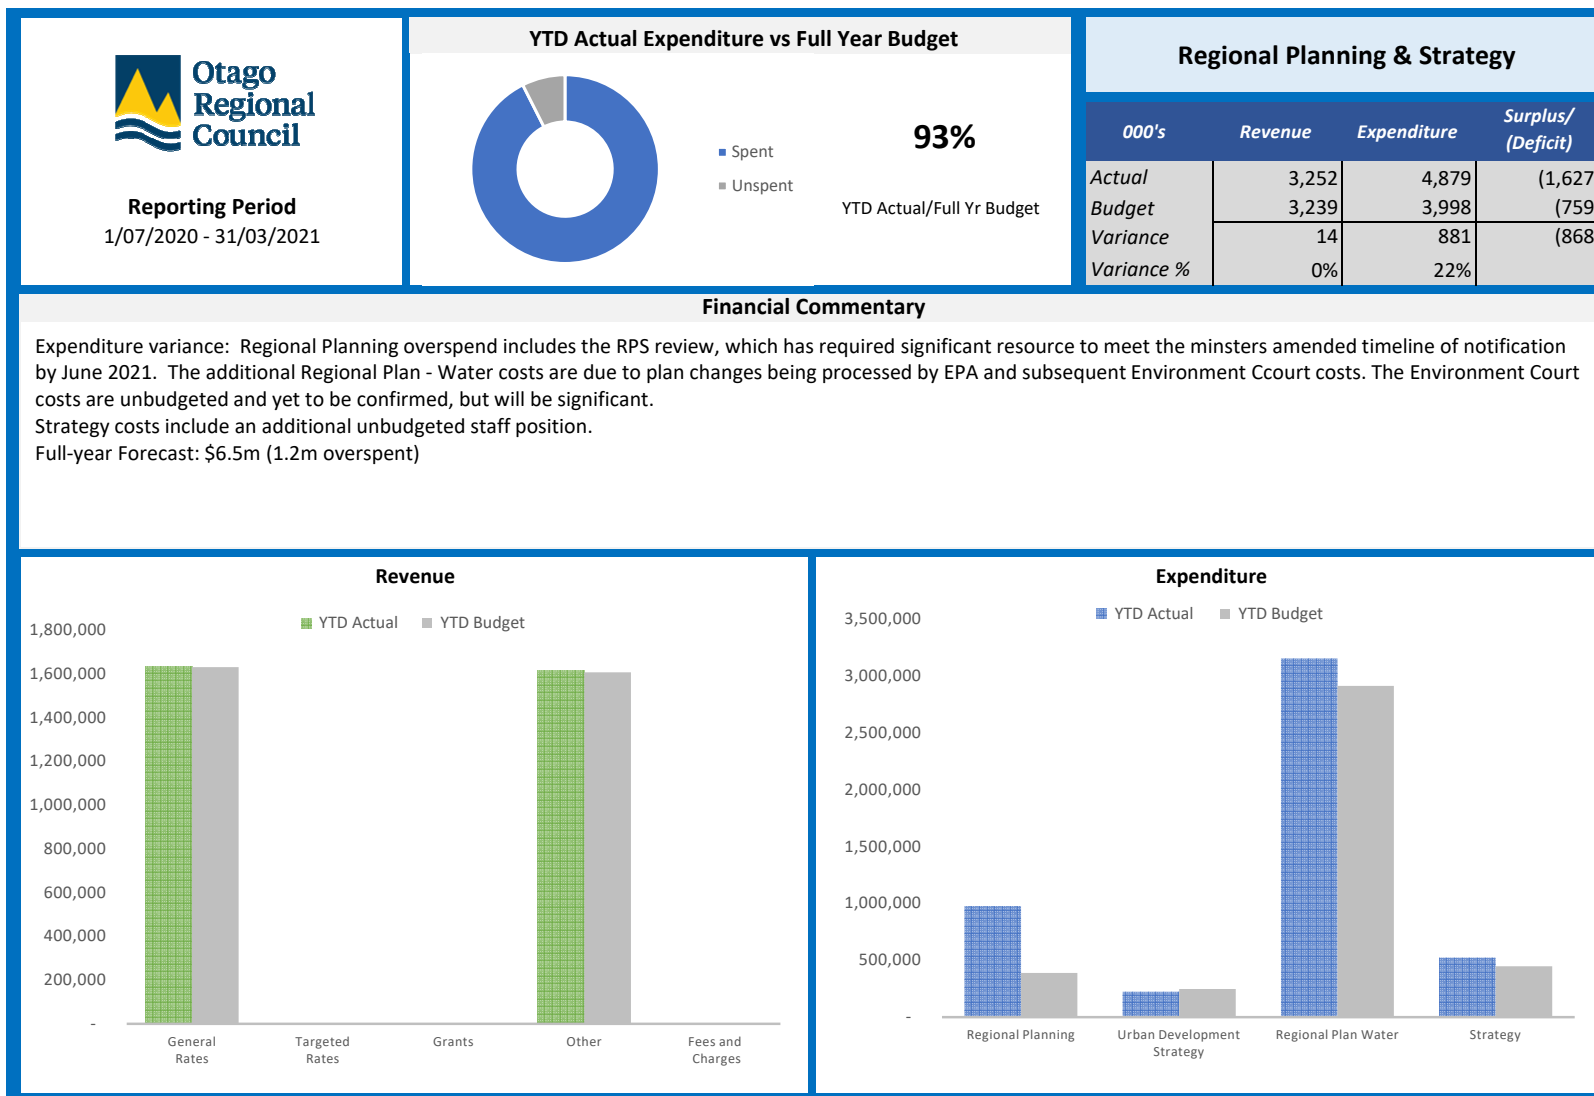 Otago
Regional
Council
Reporting Period
1/07/2020 - 31/03/2021
YTD Actual Expenditure vs Full Year Budget
Spent
Unspent
93%
YTD Actual/Full Yr Budget
Regional Planning & Strategy
000's Revenue Expenditure Surplus/
(Deficit)
Actual 3,252 4,879 (1,627
Budget 3,239 3,998 (759
Variance 14 881 (868
Variance % 0% 22%
Financial Commentary
Expenditure variance: Regional Planning overspend includes the RPS review, which has required significant resource to meet the minsters amended timeline of notification
by June 2021. The additional Regional Plan - Water costs are due to plan changes being processed by EPA and subsequent Environment Ccourt costs. The Environment Court
costs are unbudgeted and yet to be confirmed, but will be significant.
Strategy costs include an additional unbudgeted staff position.
Full-year Forecast: $6.5m (1.2m overspent)
Revenue
YTD Actual YTD Budget
1,800,000
1,600,000
1,400,000
1,200,000
1,000,000
800,000
600,000
400,000
200,000
-
General
Rates
Targeted
Rates
Grants
Other
Fees and
Charges
Expenditure
YTD Actual YTD Budget
3,500,000
3,000,000
2,500,000
2,000,000
1,500,000
1,000,000
500,000
-
Regional Planning
Urban Development
Strategy
Regional Plan Water
Strategy